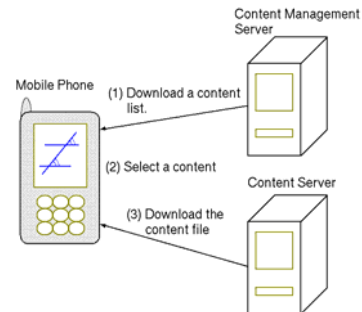 Content Management
Server
Mobile Phone
(1) Download a content
list.
(2) Select a content
Content Server
(3) Download the
content file